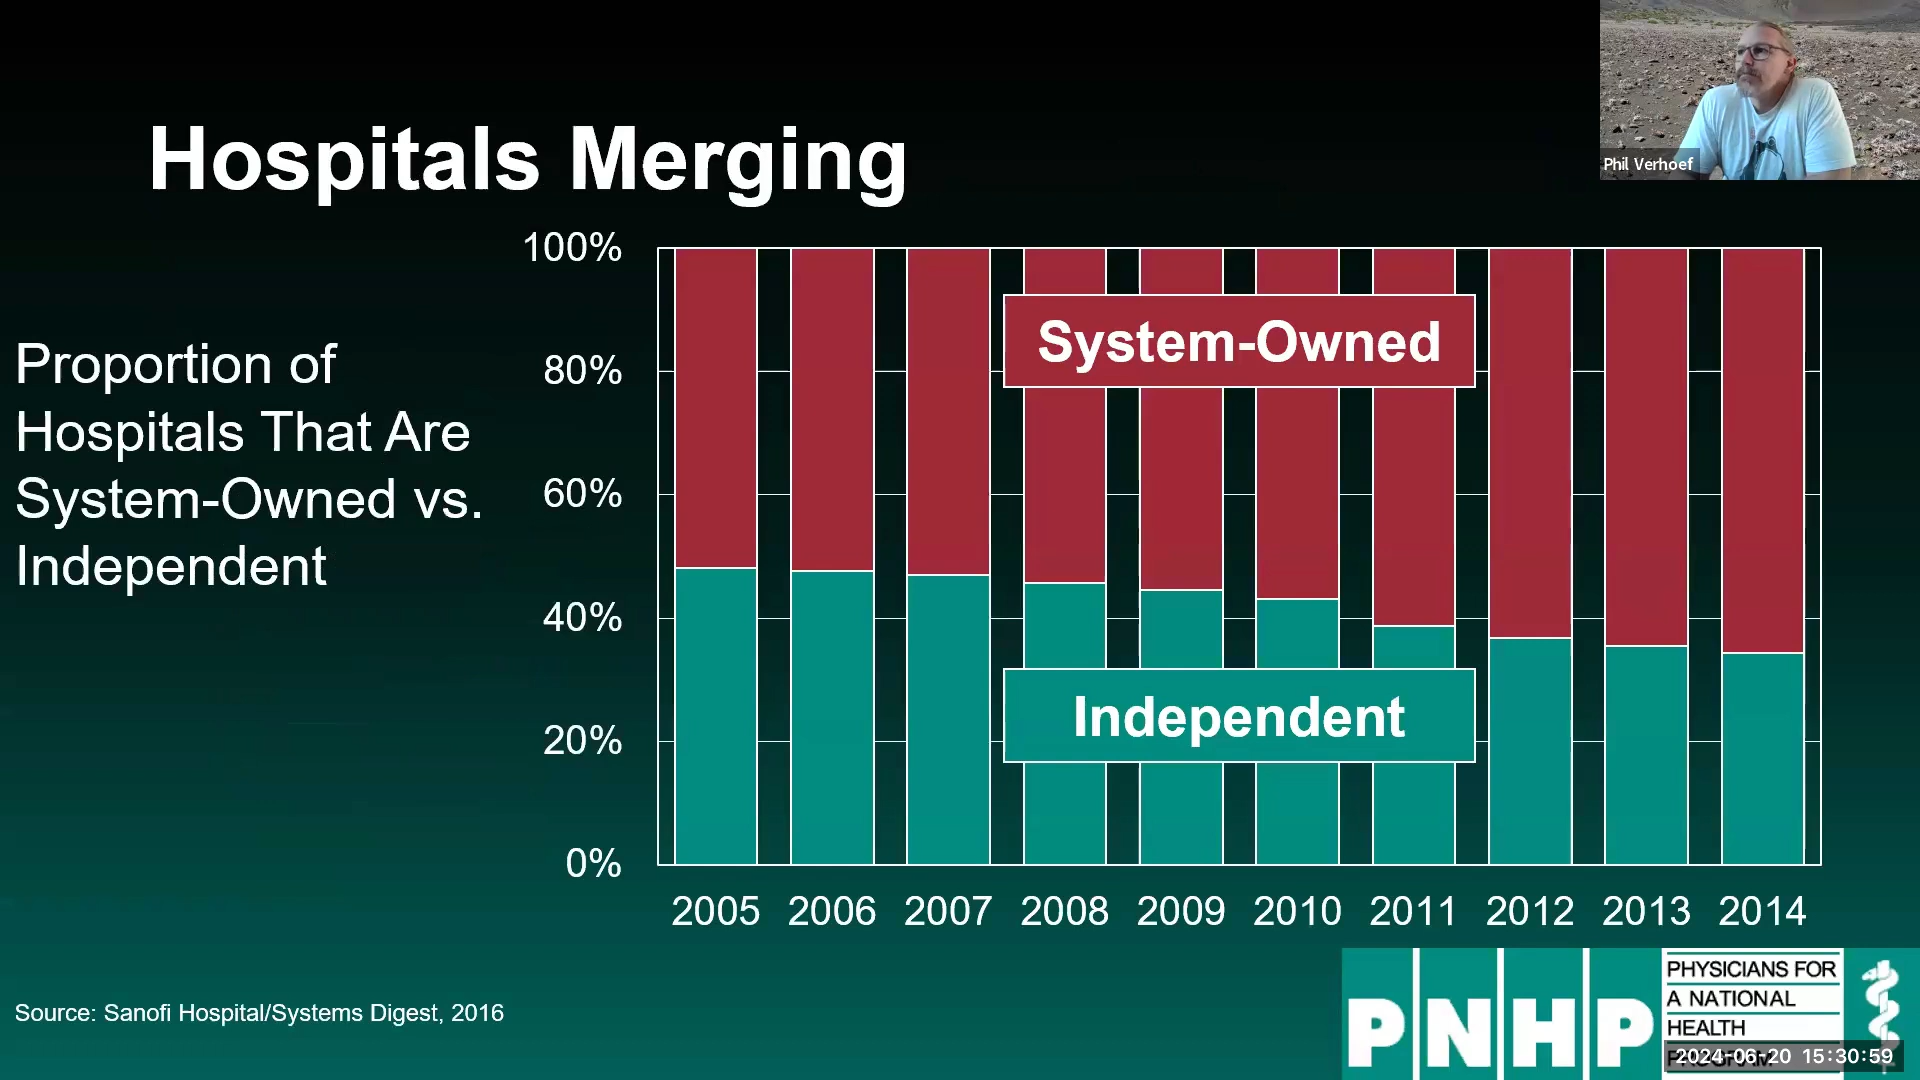 Phil Verhoef
Hospitals Merging
Proportion of
Hospitals That Are
System-Owned vs.
Independent
100%
80%
60%
40%
20%
0%
System-Owned
Independent
2005 2006 2007 2008 2009 2010 2011 2012 2013 2014
Source: Sanofi Hospital/Systems Digest, 2016
PNHP
PHYSICIANS FOR
A NATIONAL
HEALTH
PROGRAM
2024-06-20 15:30:59